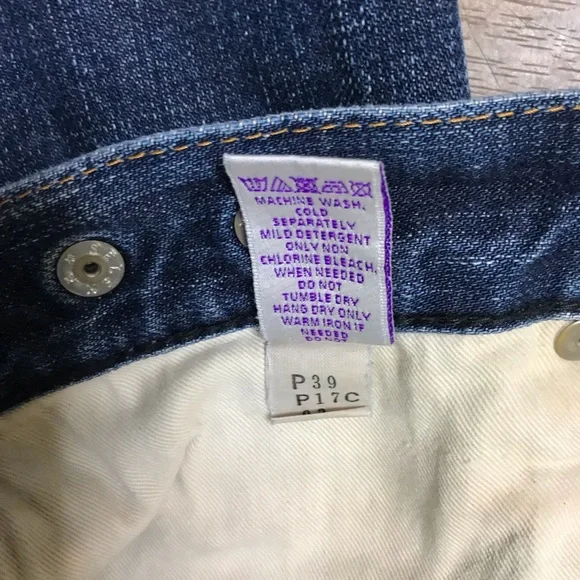 MACHINE WASH.
COLD
SEPARATELY
MILD DETERGENT
ONLY NON
CHLORINE BLEACH.
WHEN NEEDED
DO NOT
TUMBLE DRY
HANG DRY ONLY
WARM IRON IF
NEEDED
P39
P17C